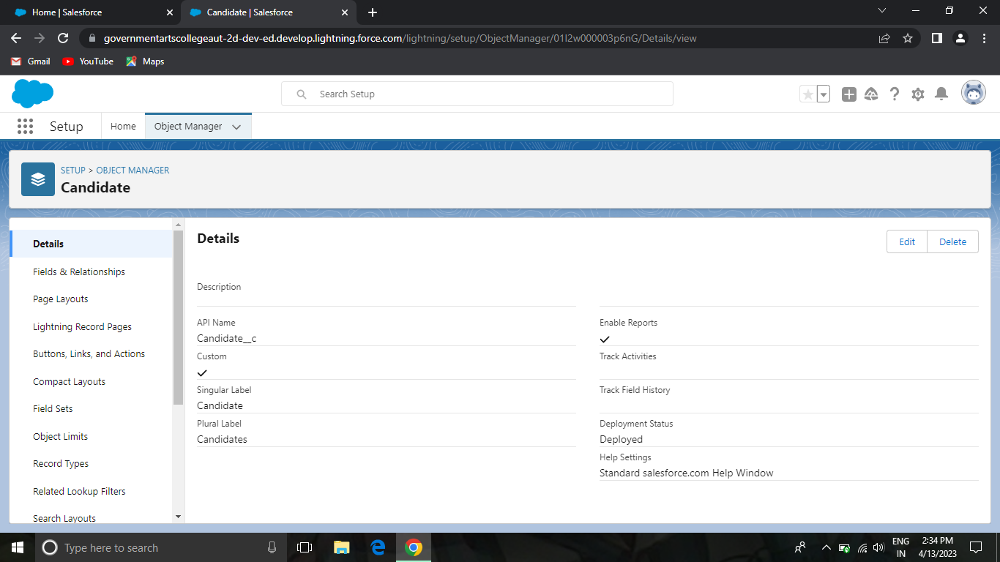 Home | Salesforce
Candidate | Salesforce
governmentartscollegeaut-2d-dev-ed.develop.lightning.force.com/lightning/setup/ObjectManager/01I2w000003p6nG/Details/view
Gmail YouTube Maps
Search Setup
Setup Home Object Manager
SETUP > OBJECT MANAGER
Candidate
Details
Fields & Relationships
Page Layouts
Lightning Record Pages
Buttons, Links, and Actions
Compact Layouts
Field Sets
Object Limits
Record Types
Related Lookup Filters
Search Layouts
Details
Edit Delete
Description
API Name
Candidate__c
Custom
Singular Label
Candidate
Plural Label
Candidates
Enable Reports
Track Activities
Track Field History
Deployment Status
Deployed
Help Settings
Standard salesforce.com Help Window
Type here to search
ENG
IN
2:34 PM
4/13/2023